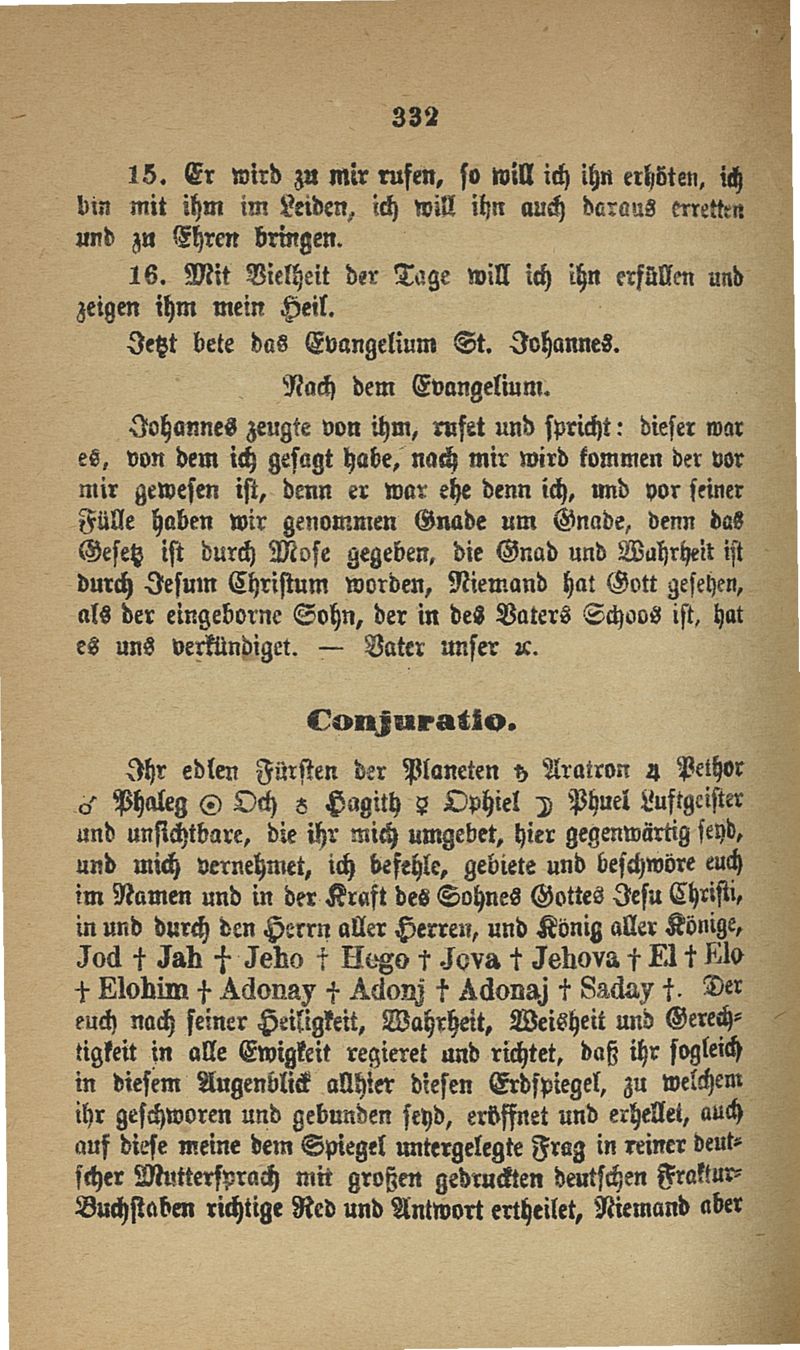 332
15. Er wird zu mir rufen, so will ich ihn erhöten, ich
bin mit ihm im Leiden, ich will ihn auch daraus erretten
und zu Ehren bringen.
16. Mit Vielheit der Tage will ich ihn erfüllen und
zeigen ihm mein Heil.
Jetzt bete das Evangelium St. Johannes.
Nach dem Evangelium.
Johannes zeugte von ihm, rufet und spricht: dieser war
es, von dem ich gesagt habe, nach mir wird kommen der vor
mir gewesen ist, denn er war ehe denn ich, und vor seiner
Fülle haben wir genommen Gnade um Gnade, denn das
Gesetz ist durch Mose gegeben, die Gnad und Wahrheit ist
durch Jesum Christum worden, Niemand hat Gott gesehen,
als der eingeborne Sohn, der in des Vaters Schoos ist, hat
es uns verkündiget. — Vater unser ꝛc.
Conjuratio.
Ihr edlen Fürsten der Planeten ♄ Aratron ♃ Pethor
♂ Phaleg ☉ Och ♁ Hagith ☿ Ophiel ☽ Phuel Luftgeister
und unsichtbare, die ihr mich umgebet, hier gegenwärtig seyd,
und mich vernehmet, ich befehle, gebiete und beschwöre euch
im Namen und in der Kraft des Sohnes Gottes Jesu Christi,
in und durch den Herrn aller Herren, und König aller Könige,
Jod † Jah † Jeho † Hogo † Jova † Jehova † El † Elo
† Elohim † Adonay † Adonj † Adonaj † Saday †. Der
euch nach seiner Heiligkeit, Wahrheit, Weisheit und Gerech-
tigkeit in alle Ewigkeit regieret und richtet, daß ihr sogleich
in diesem Augenblick allhier diesen Erdspiegel, zu welchem
ihr geschworen und gebunden seyd, eröffnet und erhellet, auch
auf diese meine dem Spiegel untergelegte Frag in reiner deut-
scher Muttersprach mit großen gedruckten deutschen Fraktur-
Buchstaben richtige Red und Antwort ertheilet, Niemand aber